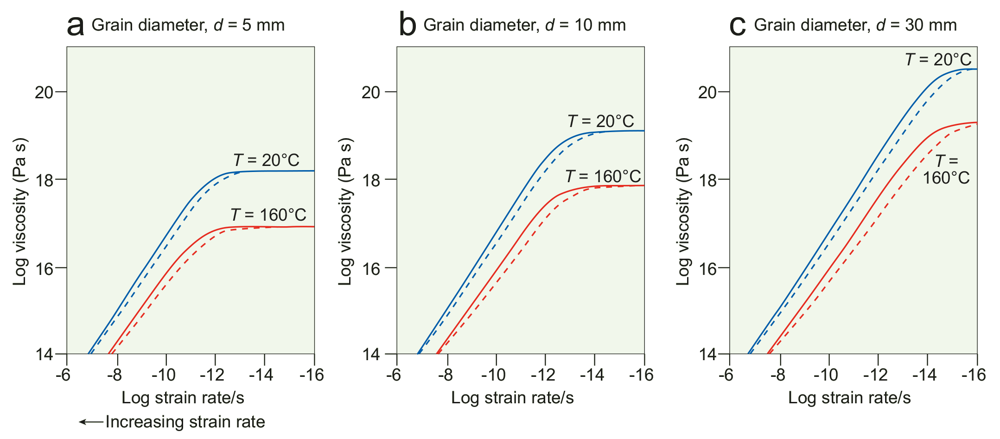 a Grain diameter, d = 5 mm
20
18
16
14
T = 20°C
T = 160°C
Log viscosity (Pa s)
-6 -8 -10 -12 -14 -16
Log strain rate/s
Increasing strain rate
b Grain diameter, d = 10 mm
20
18
16
14
T = 20°C
T = 160°C
Log viscosity (Pa s)
-6 -8 -10 -12 -14 -16
Log strain rate/s
c Grain diameter, d = 30 mm
20
18
16
14
T = 20°C
T =
160°C
Log viscosity (Pa s)
-6 -8 -10 -12 -14 -16
Log strain rate/s